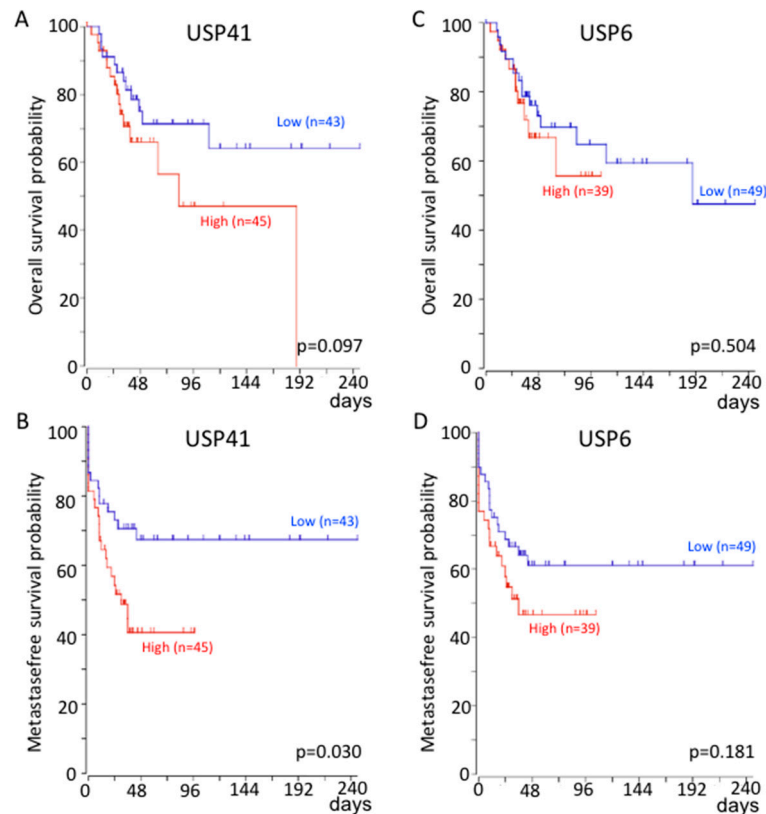 A
USP41
Overall survival probability
100
80
60
40
20
0
Low (n=43)
High (n=45)
p=0.097
0 48 96 144 192 240
days
C
USP6
Overall survival probability
100
80
60
40
20
0
High (n=39)
Low (n=49)
p=0.504
0 48 96 144 192 240
days
B
USP41
Metastasefree survival probability
100
80
60
40
20
0
Low (n=43)
High (n=45)
p=0.030
0 48 96 144 192 240
days
D
USP6
Metastasefree survival probability
100
80
60
40
20
0
Low (n=49)
High (n=39)
p=0.181
0 48 96 144 192 240
days